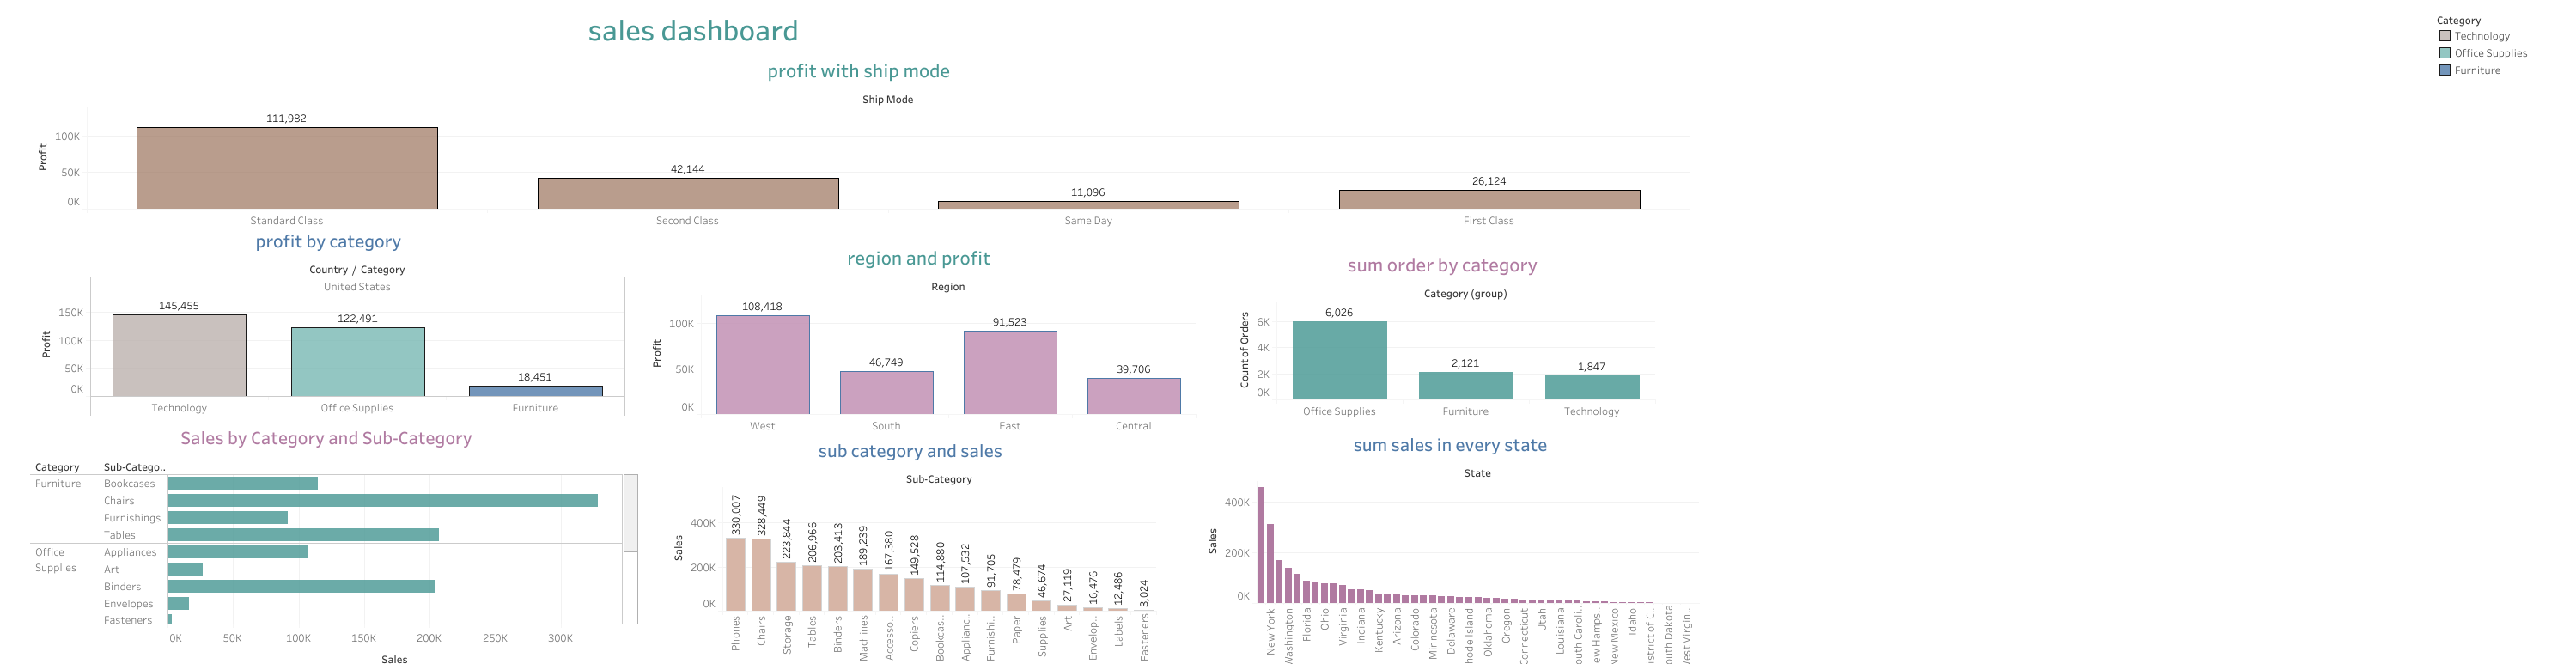 sales dashboard
Category
Technology
Office Supplies
Furniture
profit with ship mode
Ship Mode
Profit
100K
50K
0K
111,982
42,144
11,096
26,124
Standard Class
Second Class
Same Day
First Class
profit by category
Country / Category
United States
Profit
150K
100K
50K
0K
145,455
122,491
18,451
Technology
Office Supplies
Furniture
region and profit
Region
Profit
100K
50K
0K
108,418
46,749
91,523
39,706
West
South
East
Central
sum order by category
Category (group)
Count of Orders
6K
4K
2K
0K
6,026
2,121
1,847
Office Supplies
Furniture
Technology
Sales by Category and Sub-Category
Category Sub-Catego..
Furniture Bookcases
Chairs
Furnishings
Tables
Office Supplies Appliances
Art
Binders
Envelopes
Fasteners
0K 50K 100K 150K 200K 250K 300K
Sales
sub category and sales
Sub-Category
Sales
400K
200K
0K
330,007
328,449
223,844
206,966
203,413
189,239
167,380
149,528
114,880
107,532
91,705
78,479
46,674
27,119
16,476
12,486
3,024
Phones
Chairs
Storage
Tables
Binders
Machines
Accesso..
Copiers
Bookcas..
Applianc..
Furnishi..
Paper
Supplies
Art
Envelop..
Labels
Fasteners
sum sales in every state
State
Sales
400K
200K
0K
New York
Washington
Florida
Ohio
Virginia
Indiana
Kentucky
Arizona
Colorado
Minnesota
Delaware
hode Island
Oklahoma
Oregon
Connecticut
Utah
Louisiana
outh Caroli..
ew Hamps..
New Mexico
Idaho
istrict of C..
outh Dakota
Vest Virgin..